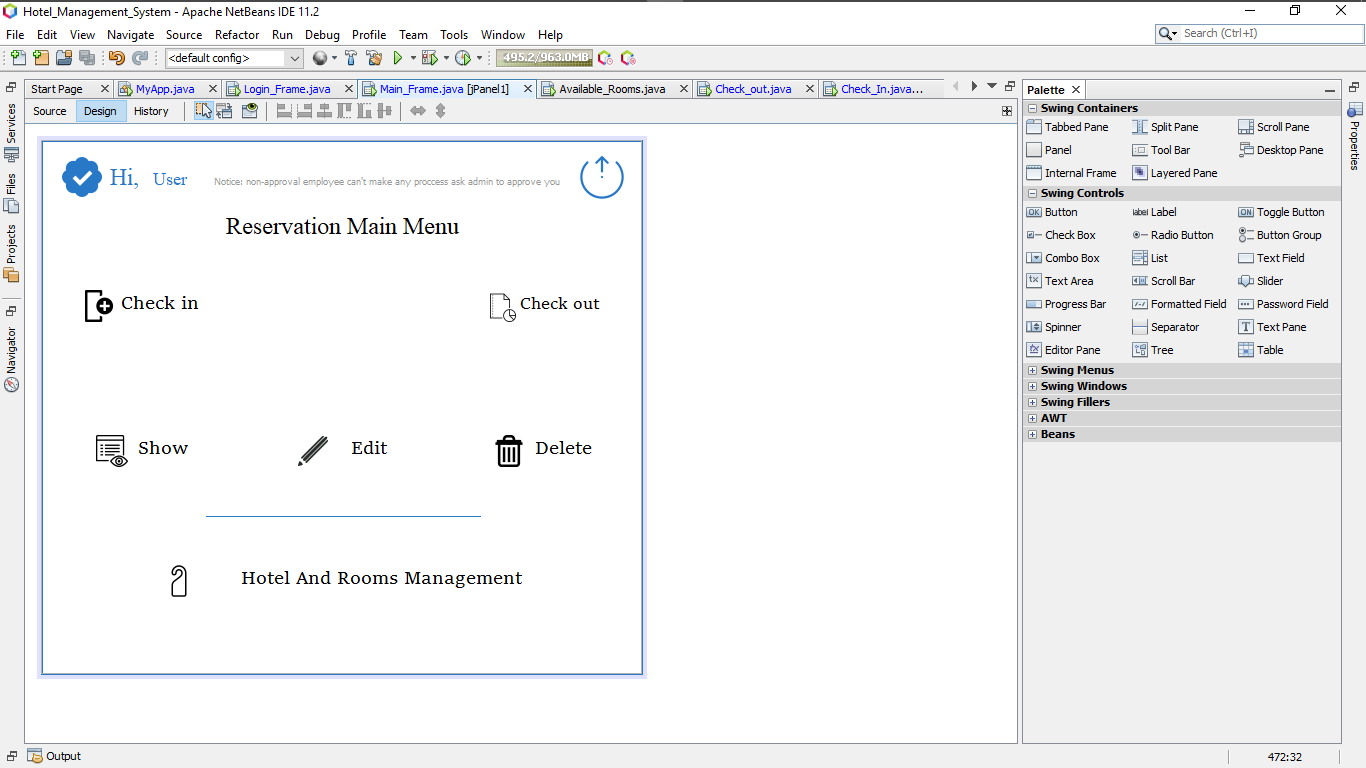 Hotel_Management_System - Apache NetBeans IDE 11.2
File Edit View Navigate Source Refactor Run Debug Profile Team Tools Window Help
Search (Ctrl+I)
<default config>
495.2/963.0MB
Start Page MyApp.java Login_Frame.java Main_Frame.java [jPanel1] Available_Rooms.java Check_out.java Check_In.java...
Source Design History
Services
Files
Projects
Navigator
Hi, User Notice: non-approval employee can't make any proccess ask admin to approve you
Reservation Main Menu
Check in Check out
Show Edit Delete
Hotel And Rooms Management
Palette
Swing Containers
Tabbed Pane Split Pane Scroll Pane
Panel Tool Bar Desktop Pane
Internal Frame Layered Pane
Swing Controls
OK Button label Label ON Toggle Button
Check Box Radio Button Button Group
Combo Box List Text Field
Text Area Scroll Bar Slider
Progress Bar Formatted Field Password Field
Spinner Separator T Text Pane
Editor Pane Tree Table
Swing Menus
Swing Windows
Swing Fillers
AWT
Beans
Properties
Output
472:32